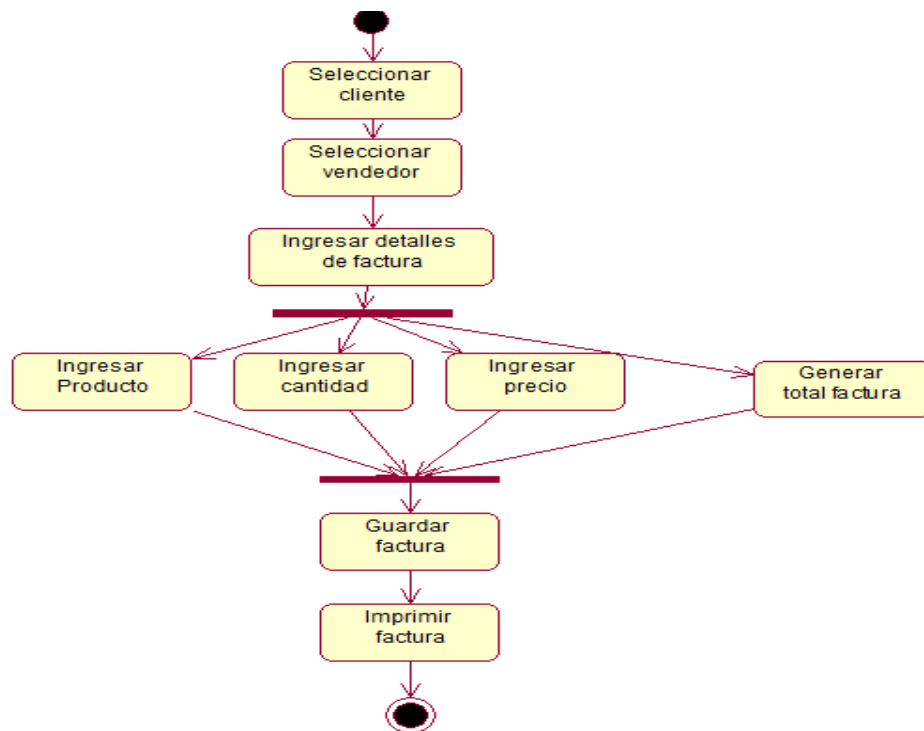 Seleccionar
cliente
Seleccionar
vendedor
Ingresar detalles
de factura
Ingresar
Producto
Ingresar
cantidad
Ingresar
precio
Generar
total factura
Guardar
factura
Imprimir
factura